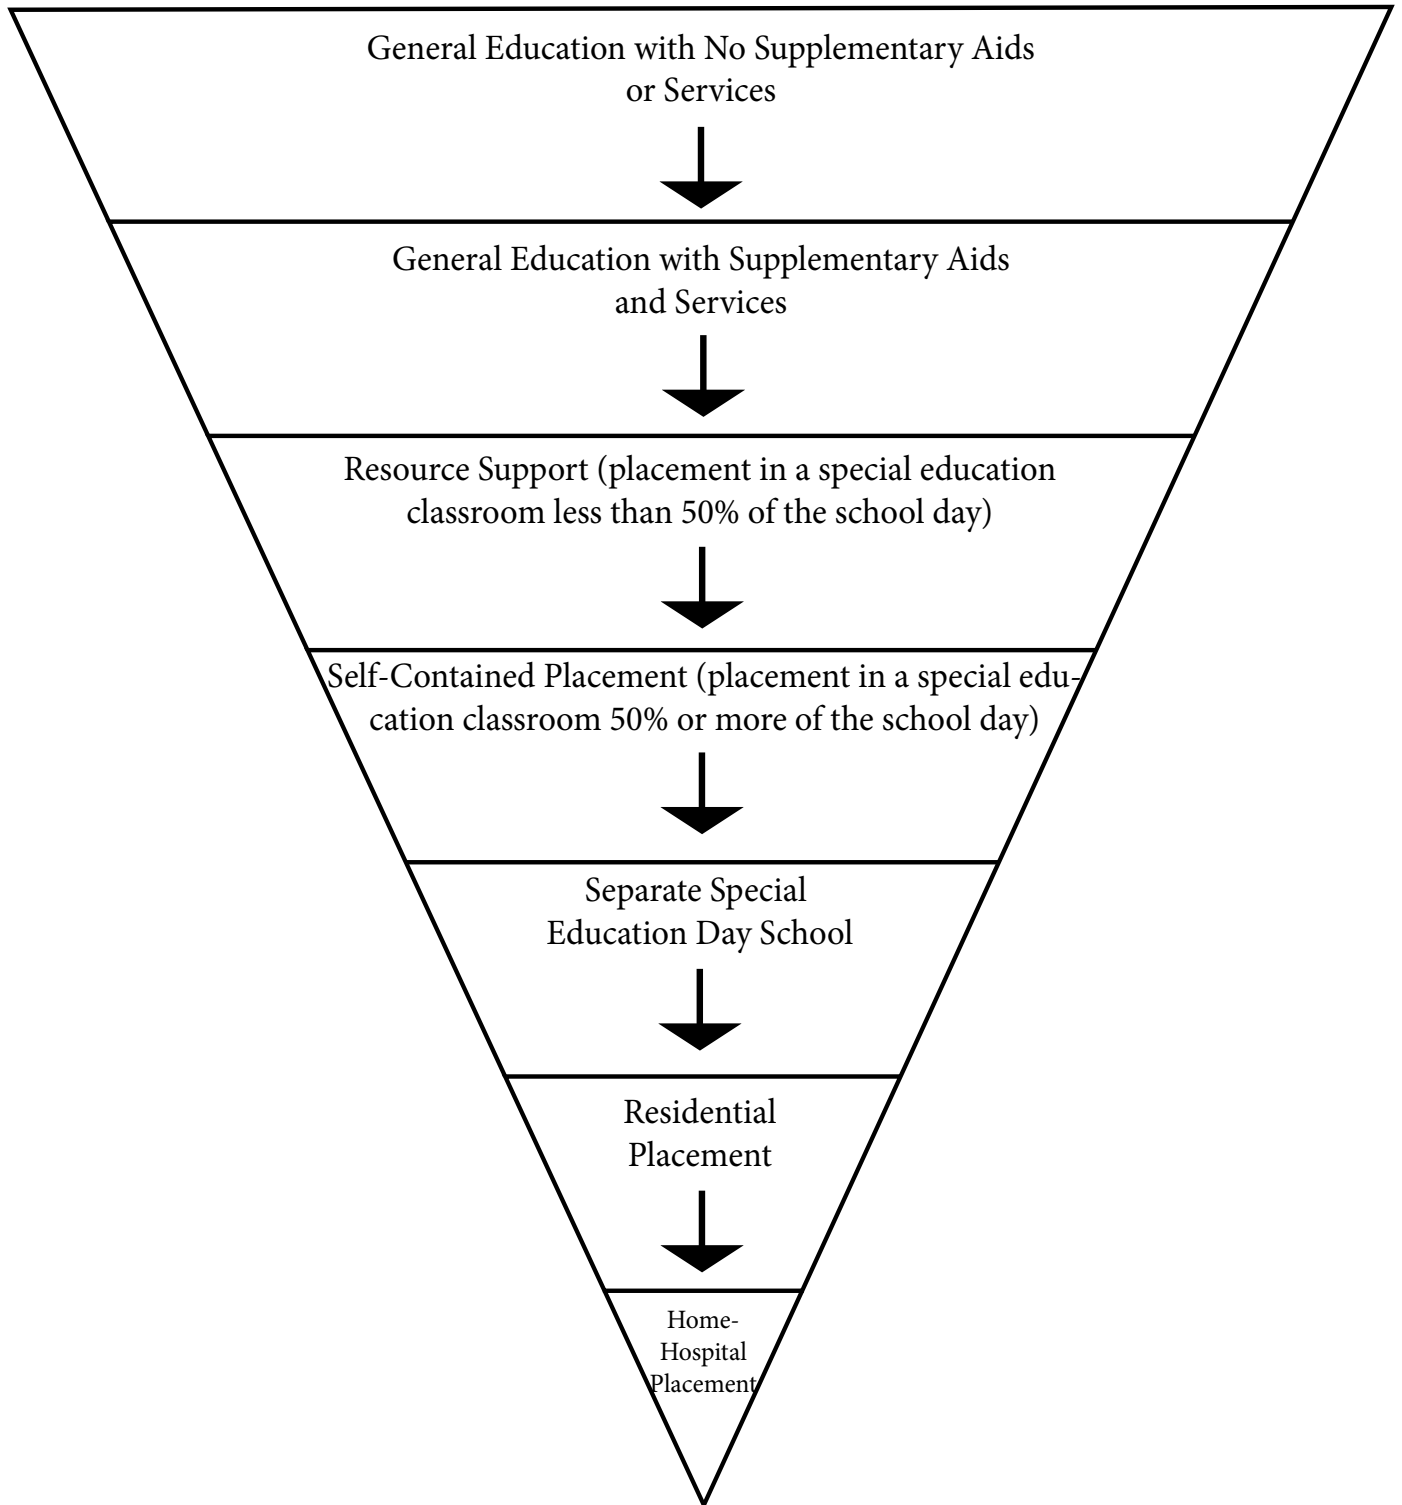 General Education with No Supplementary Aids
or Services
General Education with Supplementary Aids
and Services
Resource Support (placement in a special education
classroom less than 50% of the school day)
Self-Contained Placement (placement in a special edu-
cation classroom 50% or more of the school day)
Separate Special
Education Day School
Residential
Placement
Home-
Hospital
Placement